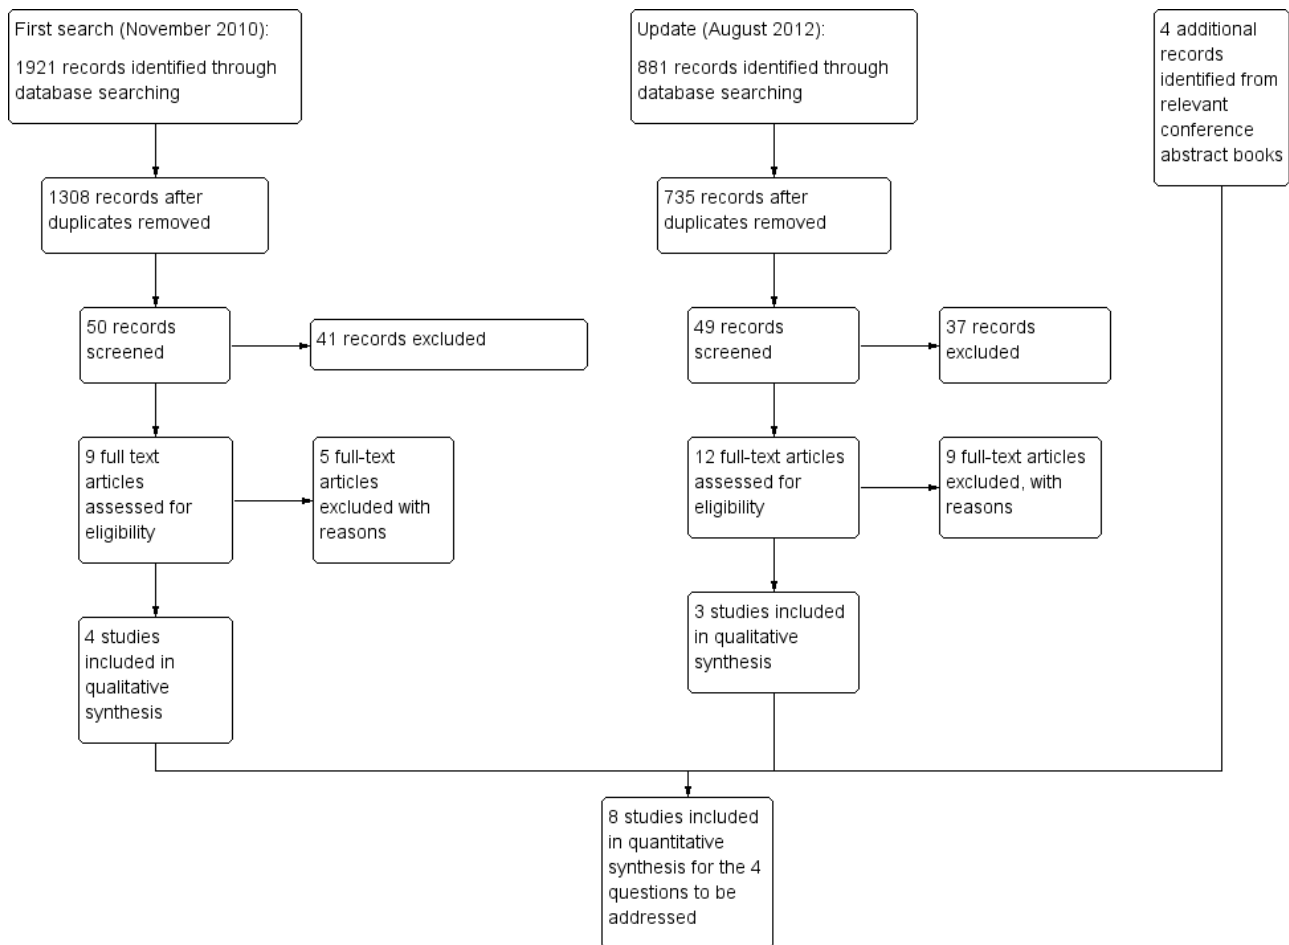 First search (November 2010):
1921 records identified through
database searching
1308 records after
duplicates removed
50 records
screened
41 records excluded
9 full text
articles
assessed for
eligibility
5 full-text
articles
excluded with
reasons
4 studies
included in
qualitative
synthesis
Update (August 2012):
881 records identified through
database searching
735 records after
duplicates removed
49 records
screened
37 records
excluded
12 full-text articles
assessed for
eligibility
9 full-text articles
excluded, with
reasons
3 studies included
in qualitative
synthesis
4 additional
records
identified from
relevant
conference
abstract books
8 studies included
in quantitative
synthesis for the 4
questions to be
addressed